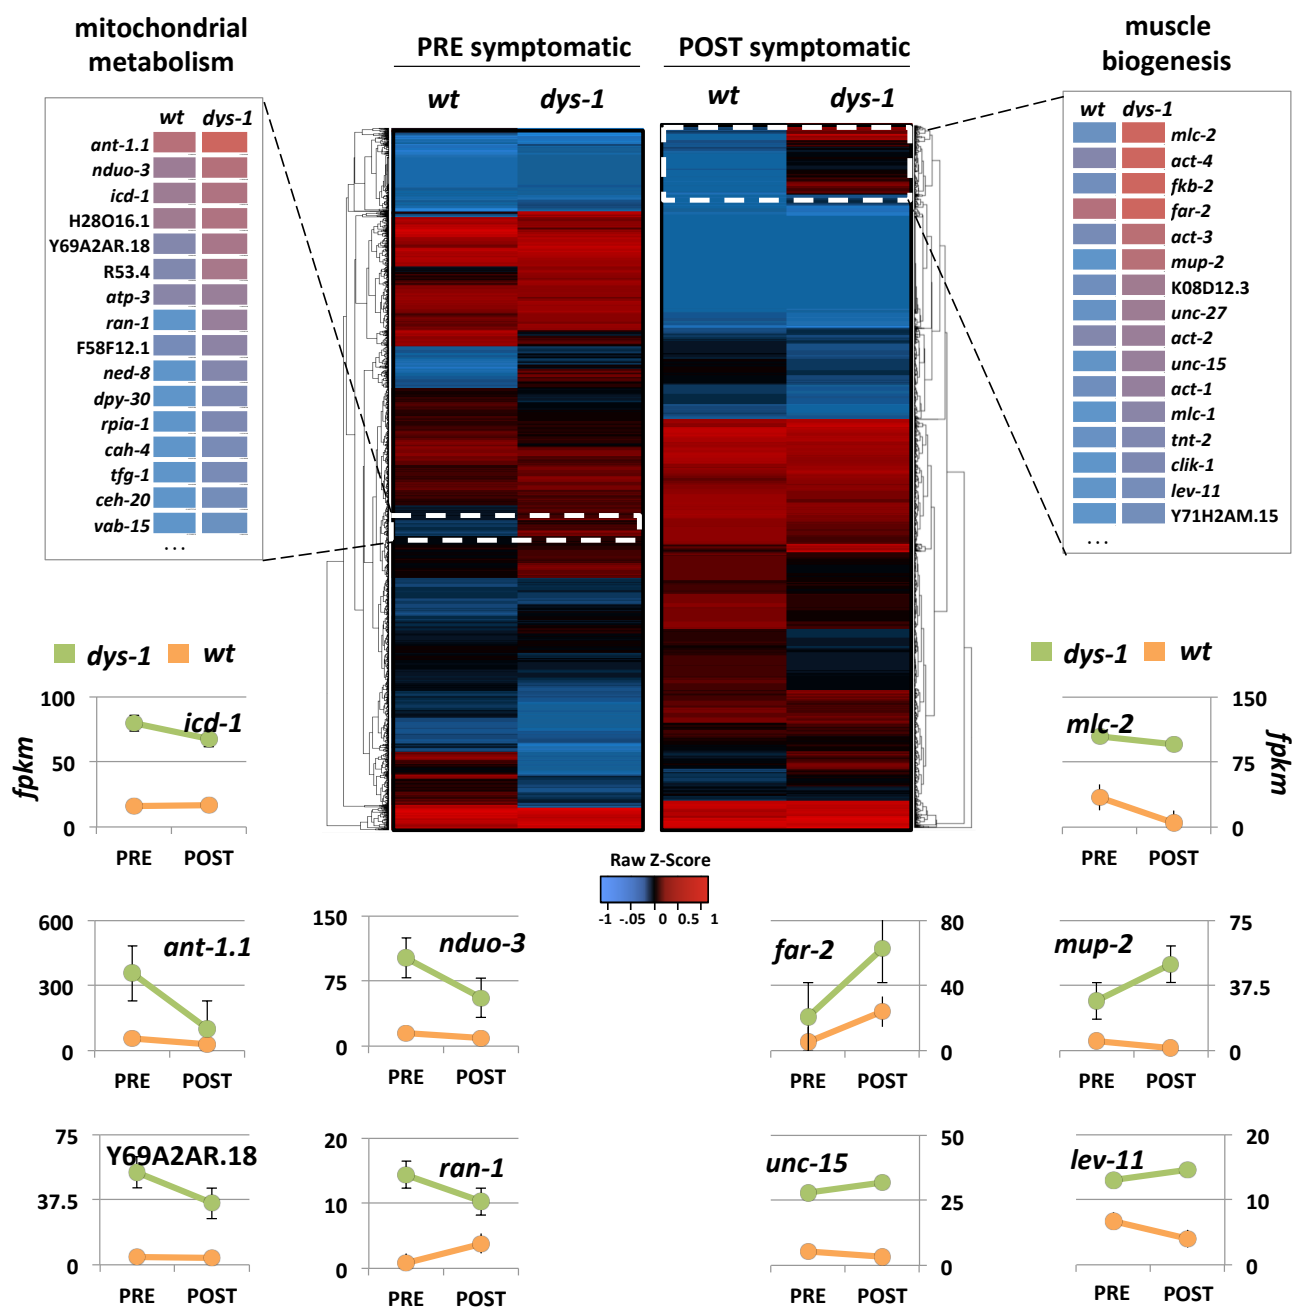 mitochondrial
metabolism
PRE symptomatic
POST symptomatic
muscle
biogenesis
wt
dys-1
wt
dys-1
wt
dys-1
ant-1.1
nduo-3
icd-1
H28O16.1
Y69A2AR.18
R53.4
atp-3
ran-1
F58F12.1
ned-8
dpy-30
rpia-1
cah-4
tfg-1
ceh-20
vab-15
...
wt
dys-1
mlc-2
act-4
fkb-2
far-2
act-3
mup-2
K08D12.3
unc-27
act-2
unc-15
act-1
mlc-1
tnt-2
clik-1
lev-11
Y71H2AM.15
...
dys-1
wt
dys-1
wt
100
50
0
fpkm
icd-1
PRE
POST
mlc-2
150
75
0
fpkm
PRE
POST
Raw Z-Score
-1
-.05
0
0.5
1
600
300
0
ant-1.1
PRE
POST
150
75
0
nduo-3
PRE
POST
far-2
80
40
0
PRE
POST
mup-2
75
37.5
0
PRE
POST
75
37.5
0
Y69A2AR.18
PRE
POST
20
10
0
ran-1
PRE
POST
unc-15
50
25
0
PRE
POST
lev-11
20
10
0
PRE
POST